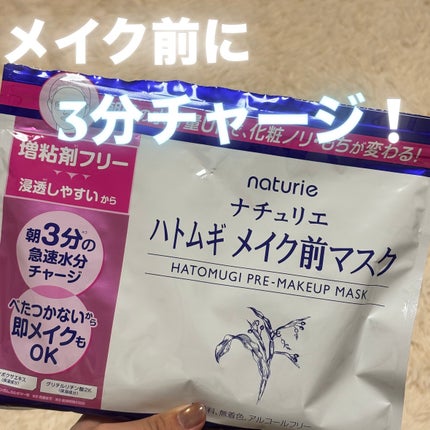 メイク前に
3分チャージ！
化粧ノリ・もちが変わる！
増粘剤フリー
浸透しやすいから
朝3分の
急速水分
チャージ
べたつかないから
即メイクも
OK
naturie
ナチュリエ
ハトムギ メイク前マスク
HATOMUGI PRE-MAKEUP MASK
グリチルリチン酸2K
無着色、アルコールフリー